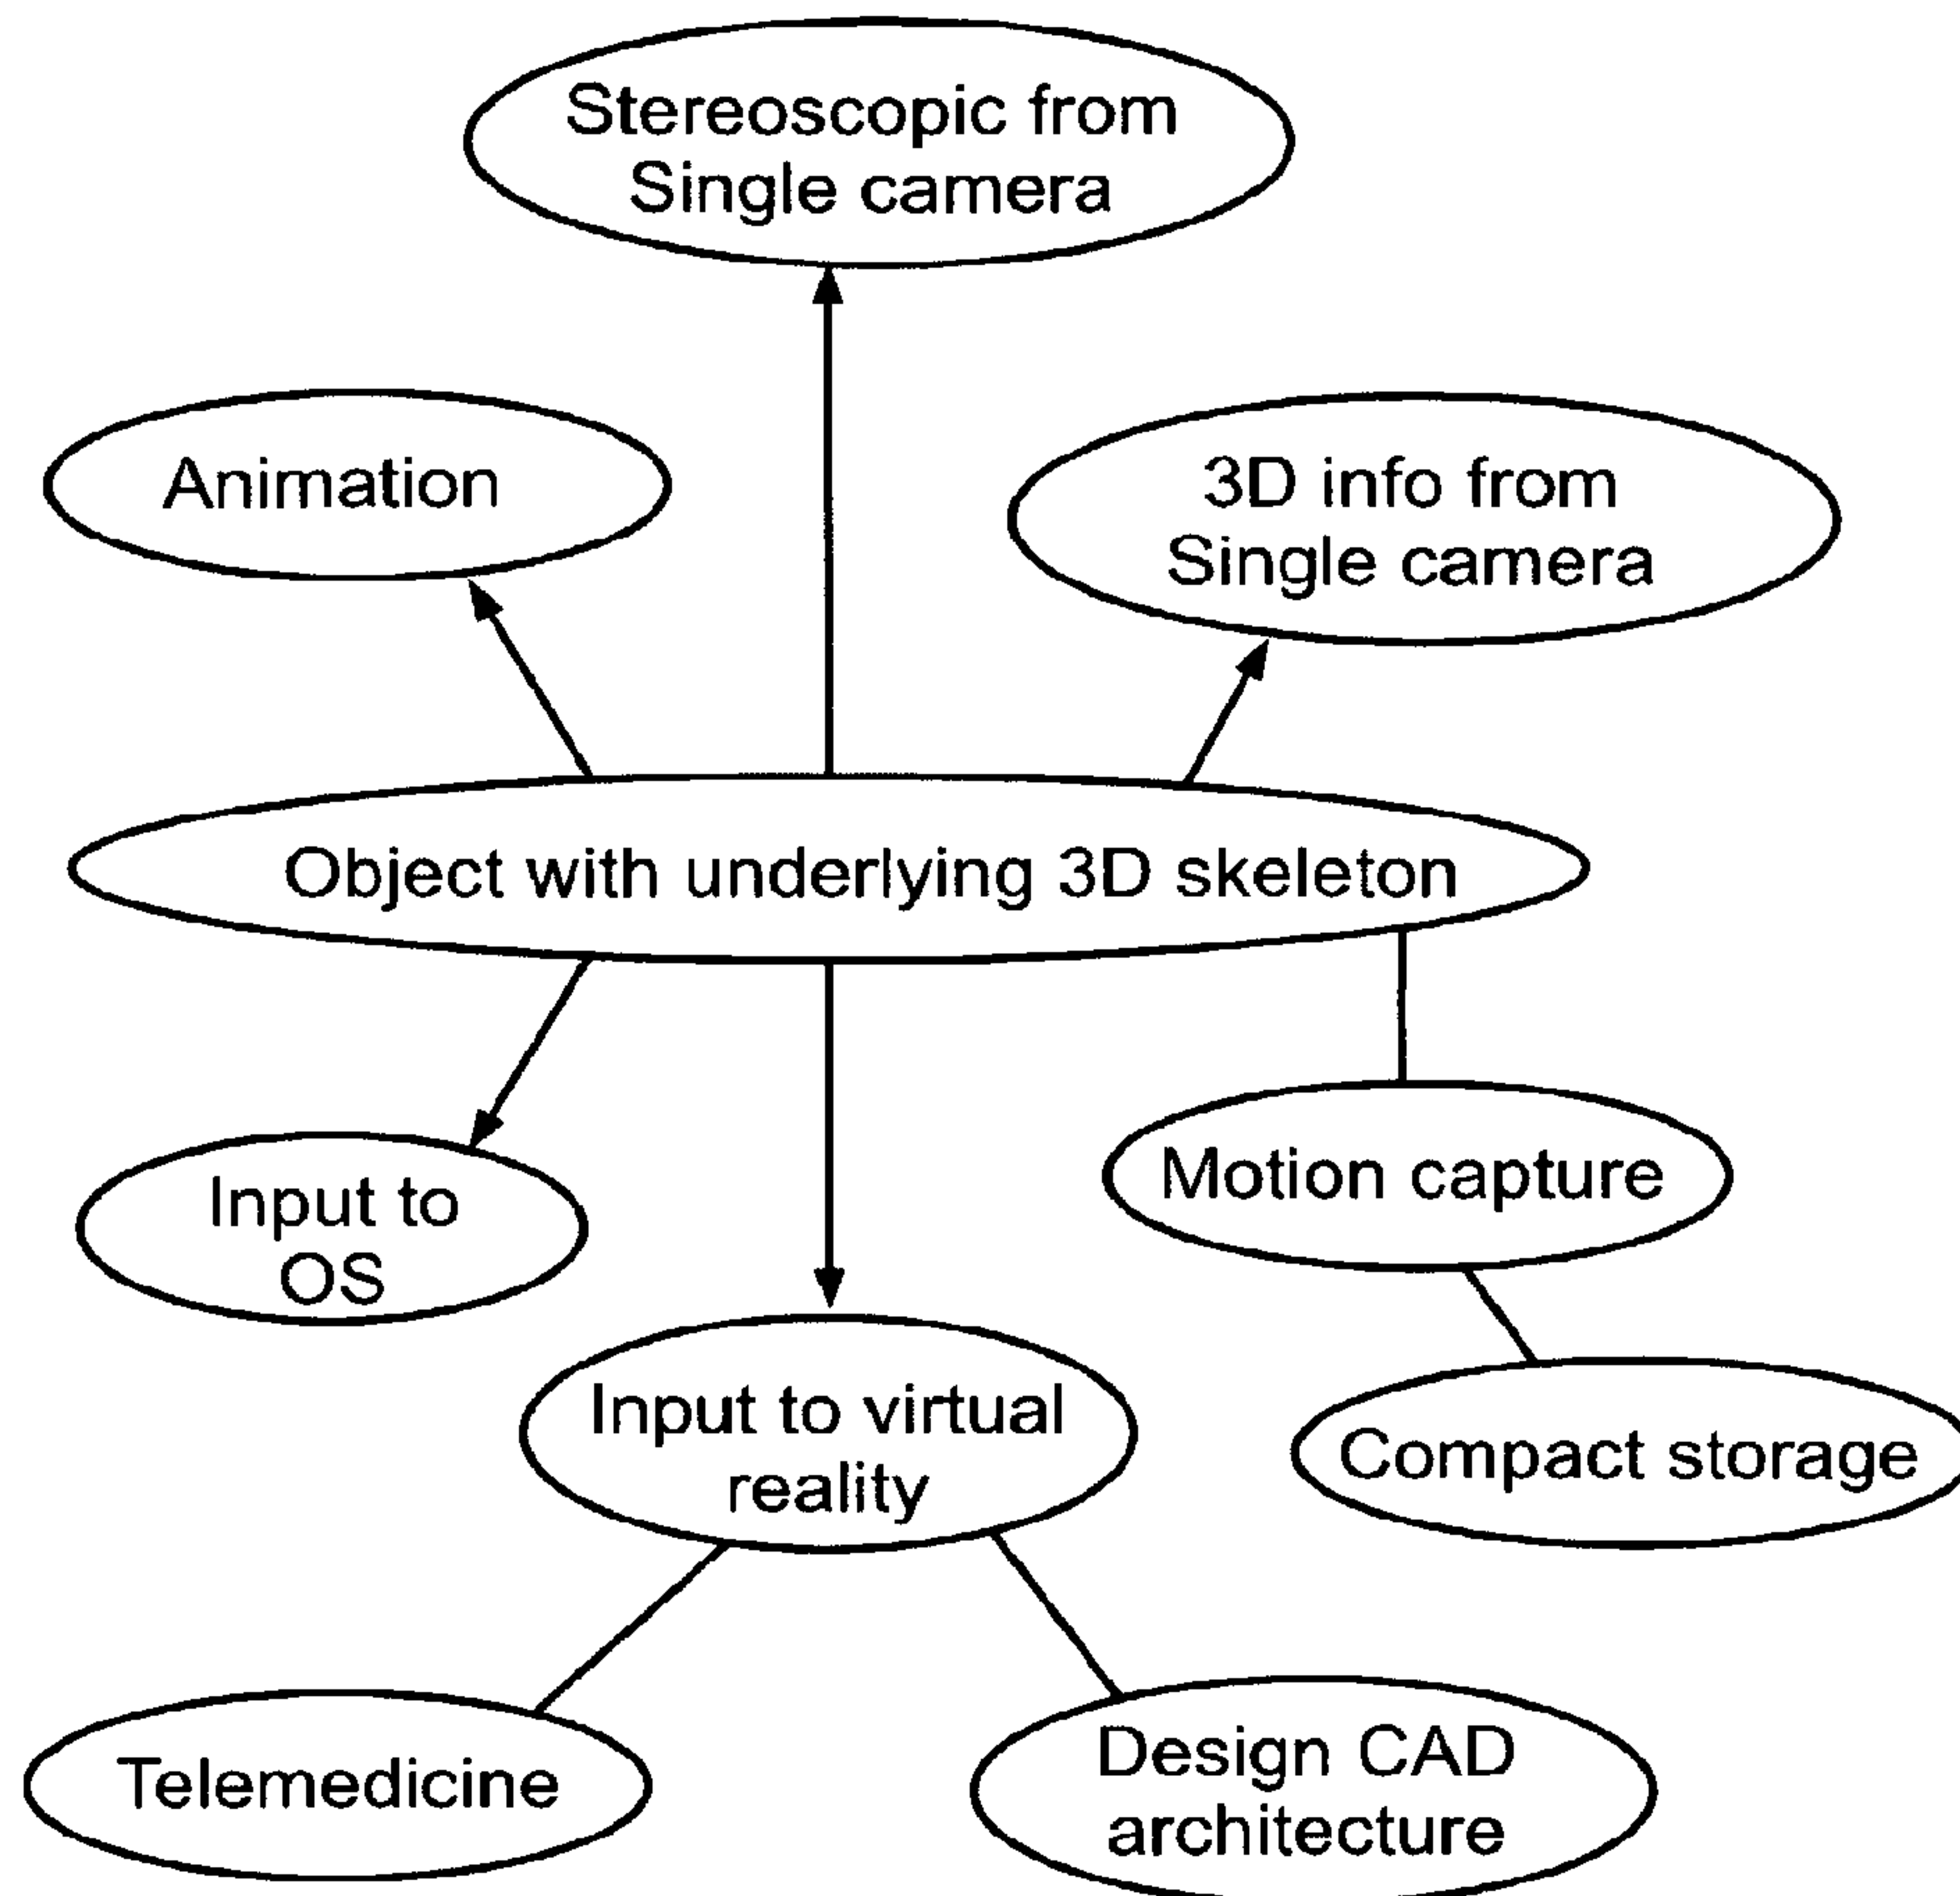 Stereoscopic from
Single camera
Animation
3D info from
Single camera
Object with underlying 3D skeleton
Input to
OS
Motion capture
Input to virtual
reality
Compact storage
Telemedicine
Design CAD
architecture